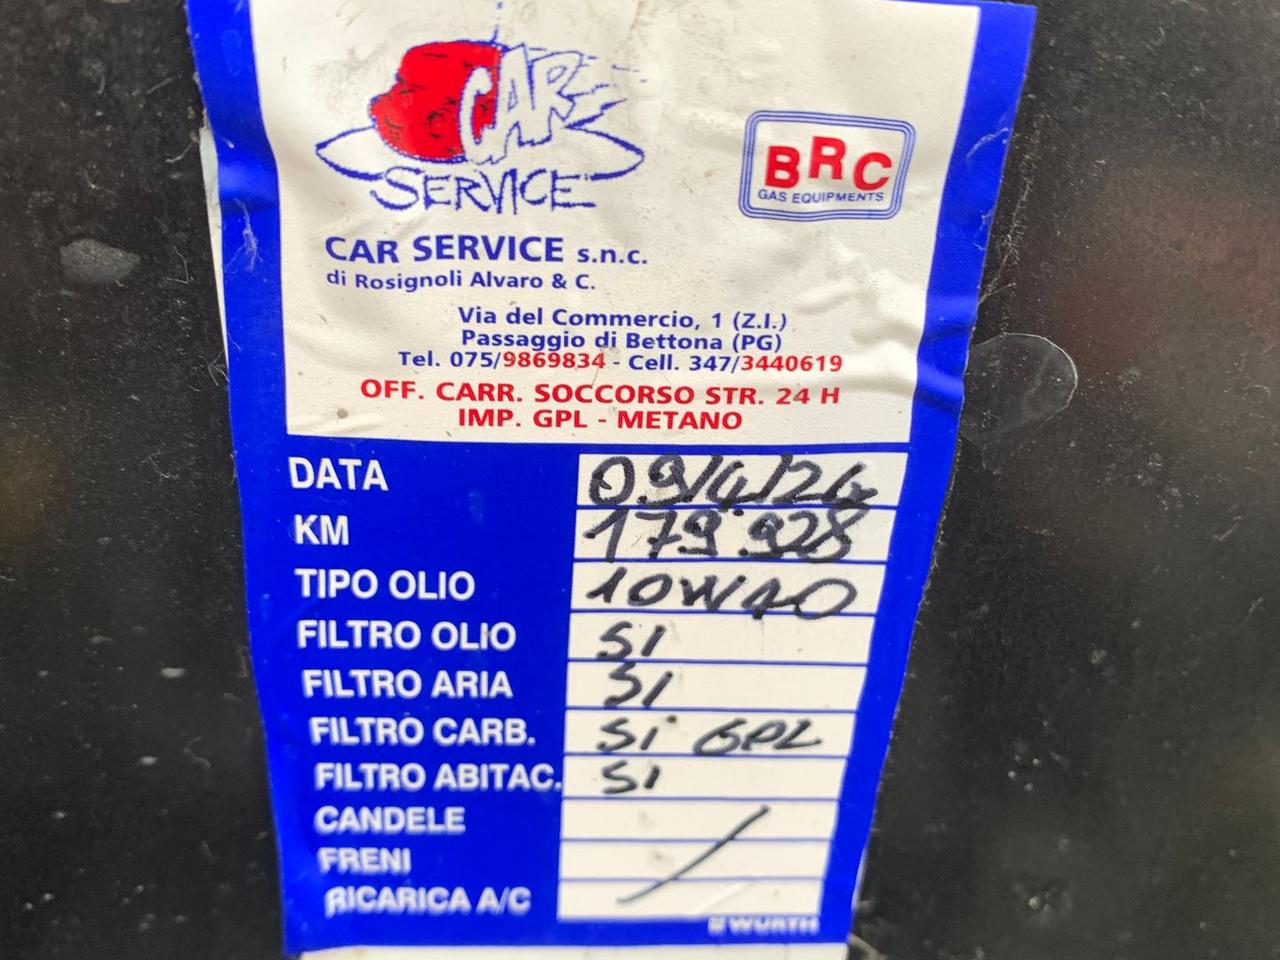 CAR
SERVICE
BRC
GAS EQUIPMENTS
CAR SERVICE s.n.c.
di Rosignoli Alvaro & C.
Via del Commercio, 1 (Z.I.)
Passaggio di Bettona (PG)
Tel. 075/9869834 - Cell. 347/3440619
OFF. CARR. SOCCORSO STR. 24 H
IMP. GPL - METANO
DATA 09/4/24
KM 179.928
TIPO OLIO 10W40
FILTRO OLIO SI
FILTRO ARIA SI
FILTRO CARB. Si GPL
FILTRO ABITAC. SI
CANDELE
FRENI /
RICARICA A/C
WÜRTH